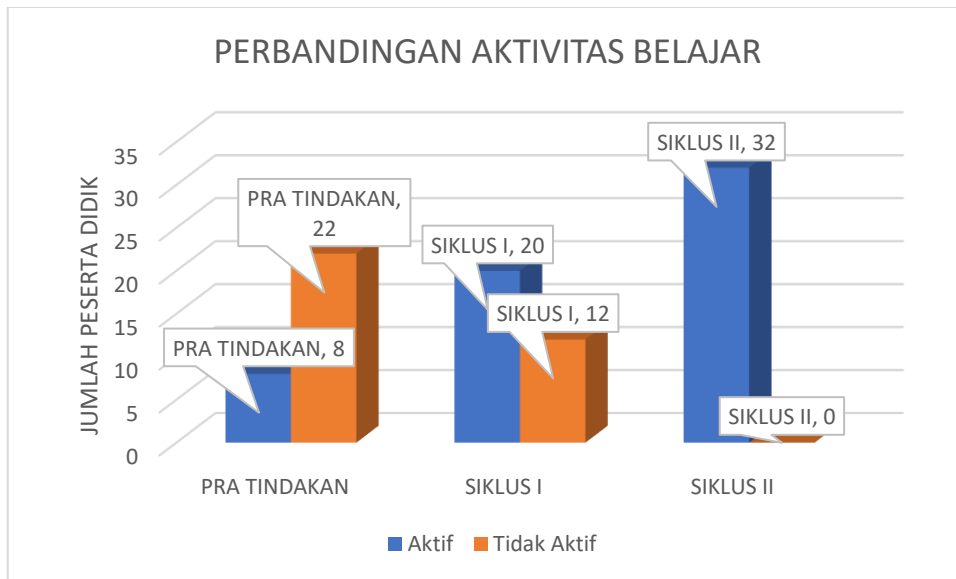 PERBANDINGAN AKTIVITAS BELAJAR
JUMLAH PESERTA DIDIK
35
30
25
20
15
10
5
0
PRA TINDAKAN, 8
PRA TINDAKAN,
22
SIKLUS I, 20
SIKLUS I, 12
SIKLUS II, 32
SIKLUS II, 0
PRA TINDAKAN
SIKLUS I
SIKLUS II
Aktif
Tidak Aktif